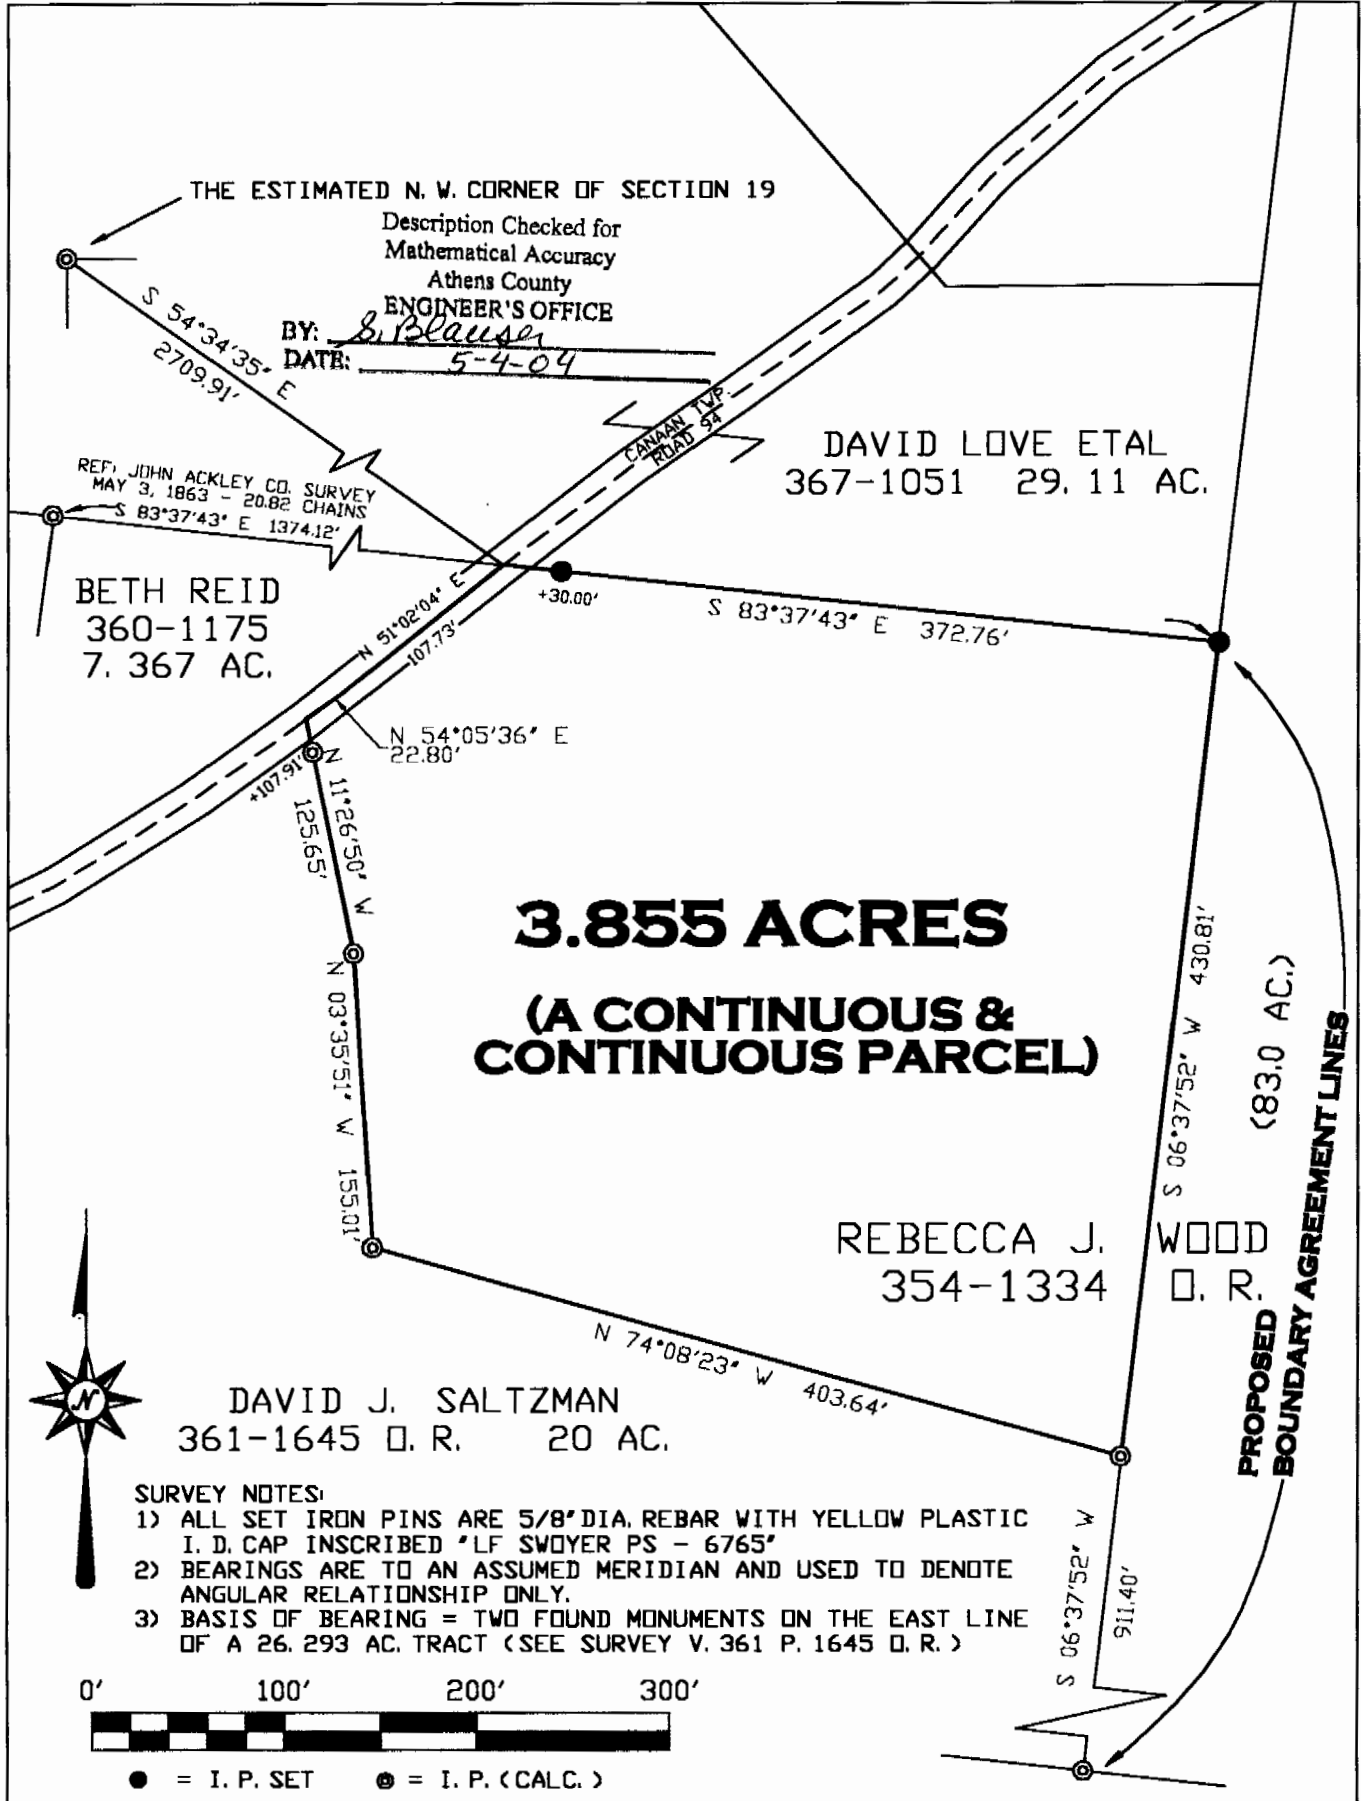 THE ESTIMATED N. W. CORNER OF SECTION 19
Description Checked for
Mathematical Accuracy
Athens County
ENGINEER'S OFFICE
BY: S. Blauser
DATE: 5-4-04
S 54°34'35" E
2709.91'
CANAAN TWP.
ROAD 94
DAVID LOVE ETAL
367-1051 29.11 AC.
REF: JOHN ACKLEY CO. SURVEY
MAY 3, 1863 - 20.82 CHAINS
S 83°37'43" E 1374.12'
BETH REID
360-1175
7.367 AC.
+30.00'
S 83°37'43" E 372.76'
N 51°02'04" E
107.73'
N 54°05'36" E
22.80'
+107.91'
N 11°26'50" W
125.65'
3.855 ACRES
(A CONTINUOUS &
CONTINUOUS PARCEL)
N 03°35'51" W 155.01'
S 06°37'52" W 430.81'
(83.0 AC.)
PROPOSED
BOUNDARY AGREEMENT LINES
REBECCA J. WOOD
354-1334 O. R.
N 74°08'23" W 403.64'
N
DAVID J. SALTZMAN
361-1645 O. R. 20 AC.
S 06°37'52" W
911.40'
SURVEY NOTES:
1) ALL SET IRON PINS ARE 5/8" DIA. REBAR WITH YELLOW PLASTIC
I. D. CAP INSCRIBED "LF SWOYER PS - 6765"
2) BEARINGS ARE TO AN ASSUMED MERIDIAN AND USED TO DENOTE
ANGULAR RELATIONSHIP ONLY.
3) BASIS OF BEARING = TWO FOUND MONUMENTS ON THE EAST LINE
OF A 26.293 AC. TRACT (SEE SURVEY V. 361 P. 1645 O. R.)
0' 100' 200' 300'
= I. P. SET = I. P. (CALC.)